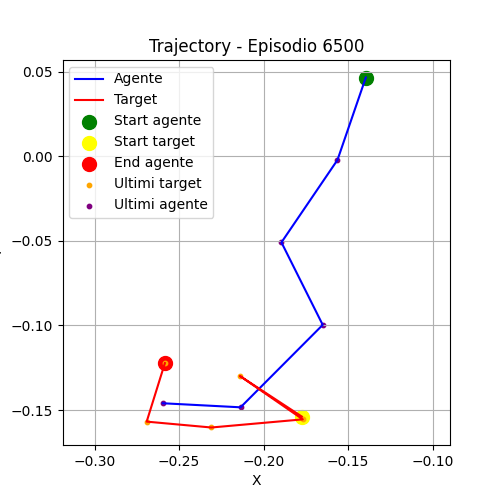 Trajectory - Episodio 6500
Agente
Target
Start agente
Start target
End agente
Ultimi target
Ultimi agente
0.05
0.00
−0.05
−0.10
−0.15
−0.30
−0.25
−0.20
−0.15
−0.10
X